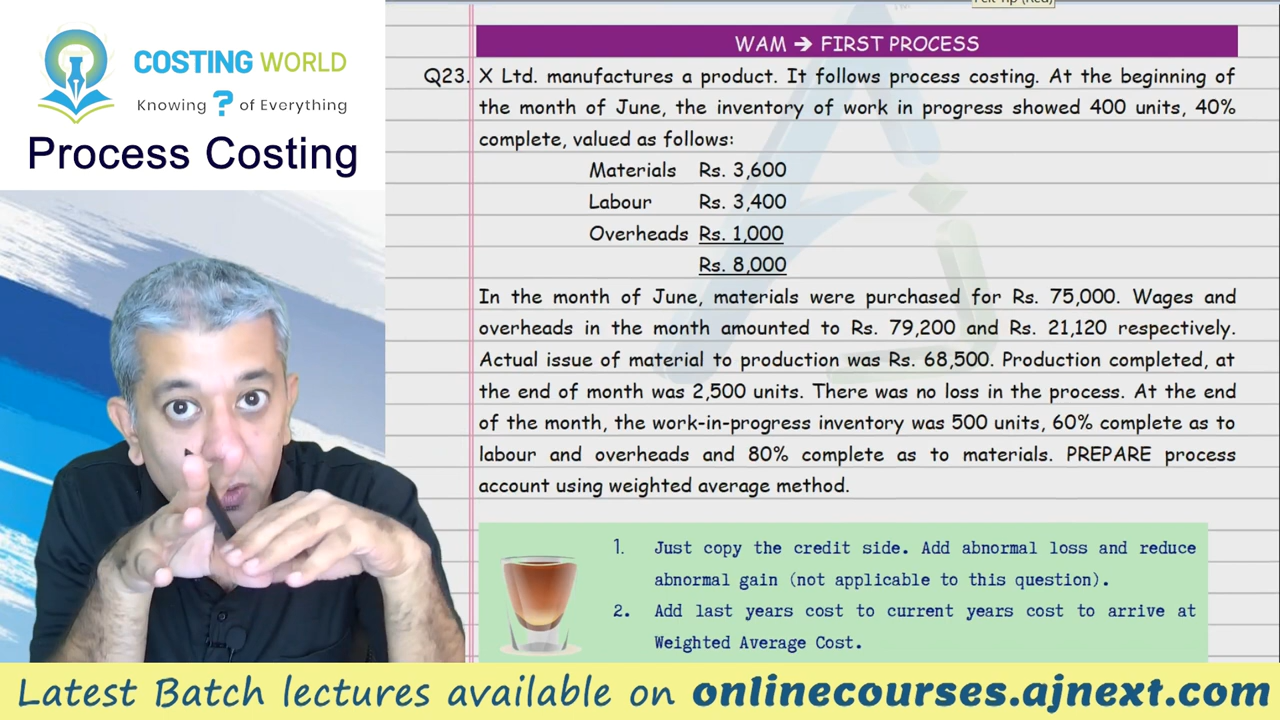 COSTING WORLD
Knowing ? of Everything
Process Costing
WAM ➔ FIRST PROCESS
Q23. X Ltd. manufactures a product. It follows process costing. At the beginning of
the month of June, the inventory of work in progress showed 400 units, 40%
complete, valued as follows:
Materials Rs. 3,600
Labour Rs. 3,400
Overheads Rs. 1,000
Rs. 8,000
In the month of June, materials were purchased for Rs. 75,000. Wages and
overheads in the month amounted to Rs. 79,200 and Rs. 21,120 respectively.
Actual issue of material to production was Rs. 68,500. Production completed, at
the end of month was 2,500 units. There was no loss in the process. At the end
of the month, the work-in-progress inventory was 500 units, 60% complete as to
labour and overheads and 80% complete as to materials. PREPARE process
account using weighted average method.
1. Just copy the credit side. Add abnormal loss and reduce
abnormal gain (not applicable to this question).
2. Add last years cost to current years cost to arrive at
Weighted Average Cost.
Latest Batch lectures available on onlinecourses.ajnext.com